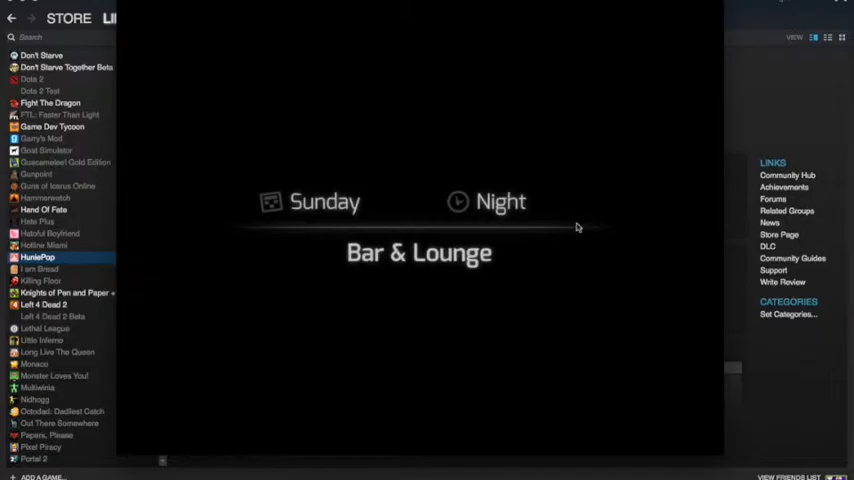 STORE LI
Search
VIEW
Don't Starve
Don't Starve Together Beta
Dota 2
Dota 2 Test
Fight The Dragon
FTL: Faster Than Light
Game Dev Tycoon
Garry's Mod
Goat Simulator
Guacamelee! Gold Edition
Gunpoint
Guns of Icarus Online
Hammerwatch
Hand Of Fate
Hate Plus
Hatoful Boyfriend
Hotline Miami
HuniePop
I am Bread
Killing Floor
Knights of Pen and Paper +
Left 4 Dead 2
Left 4 Dead 2 Beta
Lethal League
Little Inferno
Long Live The Queen
Monaco
Monster Loves You!
Multiwinia
Nidhogg
Octodad: Dadliest Catch
Out There Somewhere
Papers, Please
Pixel Piracy
Portal 2
ADD A GAME...
Sunday
Night
Bar & Lounge
LINKS
Community Hub
Achievements
Forums
Related Groups
News
Store Page
DLC
Community Guides
Support
Write Review
CATEGORIES
Set Categories...
VIEW FRIENDS LIST